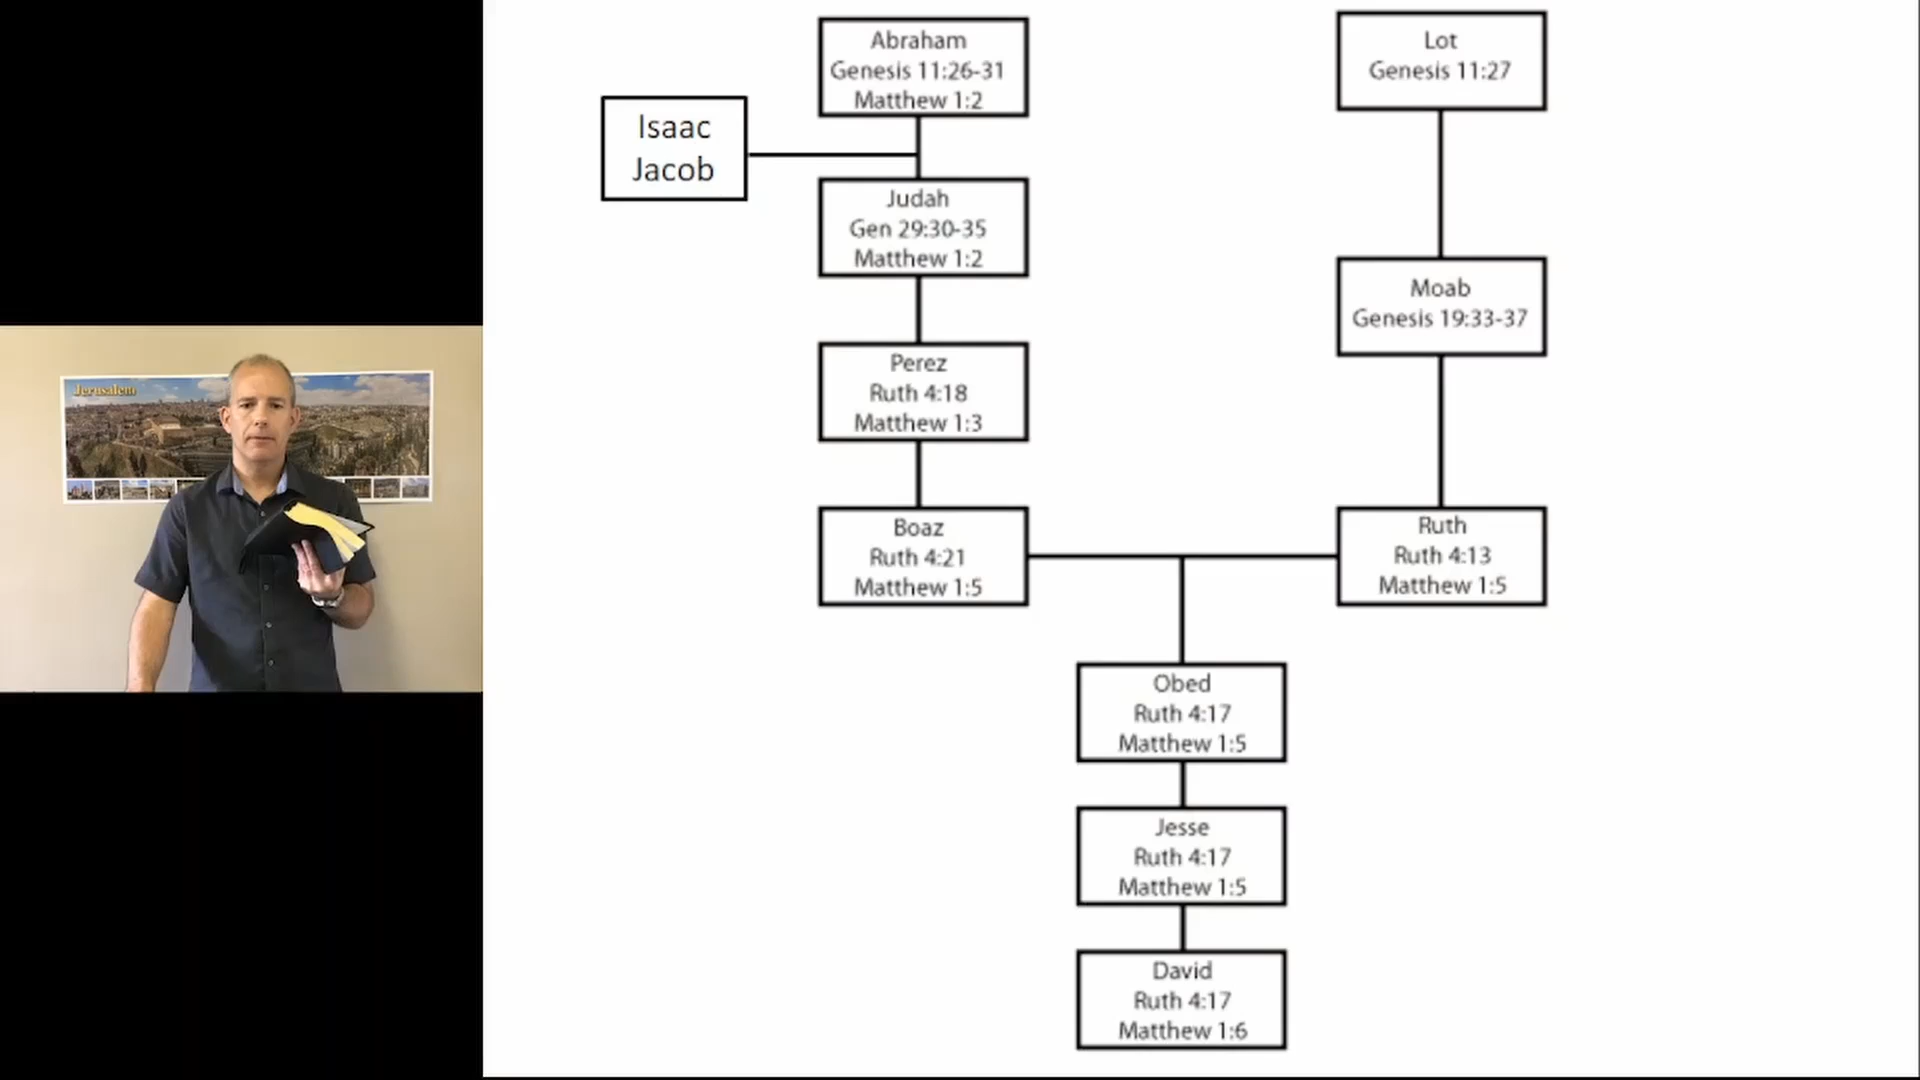 Jerusalem
Abraham
Genesis 11:26-31
Matthew 1:2
Lot
Genesis 11:27
Isaac
Jacob
Judah
Gen 29:30-35
Matthew 1:2
Moab
Genesis 19:33-37
Perez
Ruth 4:18
Matthew 1:3
Boaz
Ruth 4:21
Matthew 1:5
Ruth
Ruth 4:13
Matthew 1:5
Obed
Ruth 4:17
Matthew 1:5
Jesse
Ruth 4:17
Matthew 1:5
David
Ruth 4:17
Matthew 1:6